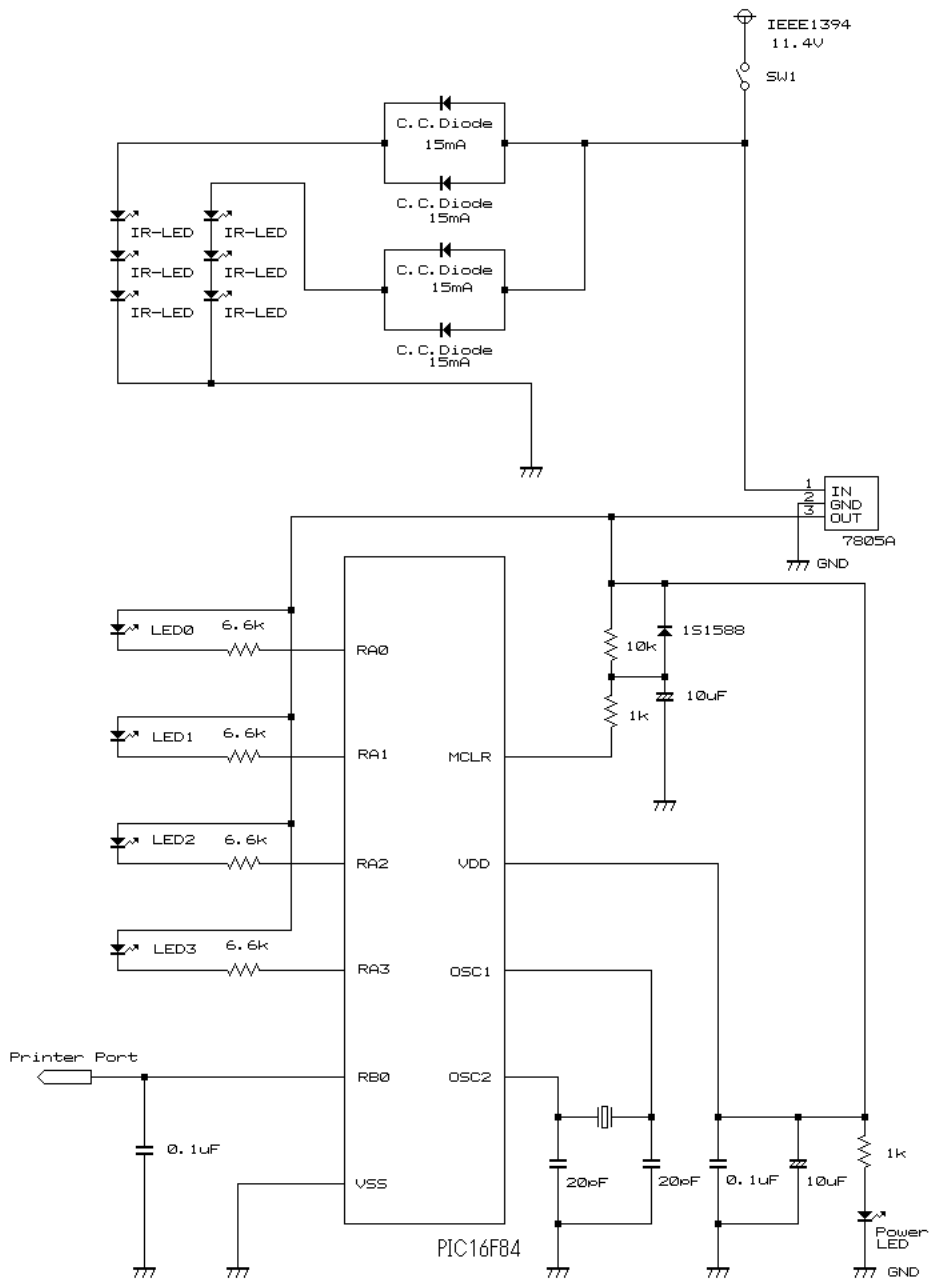 IEEE1394
11.4V
SW1
C.C.Diode
15mA
C.C.Diode
15mA
IR-LED
IR-LED
IR-LED
IR-LED
IR-LED
IR-LED
C.C.Diode
15mA
C.C.Diode
15mA
1
IN
2
GND
3
OUT
7805A
GND
LED0
6.6k
RA0
10k
1S1588
10uF
1k
LED1
6.6k
RA1
MCLR
LED2
6.6k
RA2
VDD
LED3
6.6k
RA3
OSC1
Printer Port
RB0
OSC2
0.1uF
VSS
20pF
20pF
0.1uF
10uF
1k
Power
LED
PIC16F84
GND